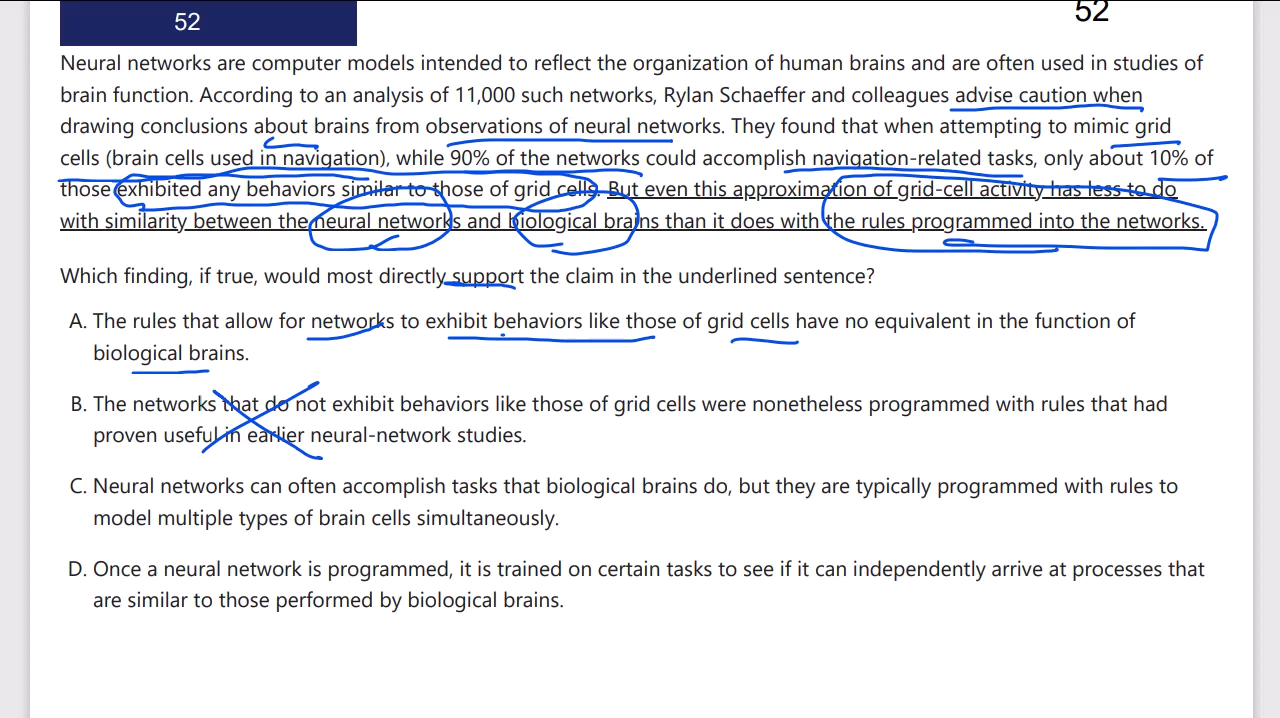 52
52
Neural networks are computer models intended to reflect the organization of human brains and are often used in studies of
brain function. According to an analysis of 11,000 such networks, Rylan Schaeffer and colleagues advise caution when
drawing conclusions about brains from observations of neural networks. They found that when attempting to mimic grid
cells (brain cells used in navigation), while 90% of the networks could accomplish navigation-related tasks, only about 10% of
those exhibited any behaviors similar to those of grid cells. But even this approximation of grid-cell activity has less to do
with similarity between the neural networks and biological brains than it does with the rules programmed into the networks.
Which finding, if true, would most directly support the claim in the underlined sentence?
A. The rules that allow for networks to exhibit behaviors like those of grid cells have no equivalent in the function of
biological brains.
B. The networks that do not exhibit behaviors like those of grid cells were nonetheless programmed with rules that had
proven useful in earlier neural-network studies.
C. Neural networks can often accomplish tasks that biological brains do, but they are typically programmed with rules to
model multiple types of brain cells simultaneously.
D. Once a neural network is programmed, it is trained on certain tasks to see if it can independently arrive at processes that
are similar to those performed by biological brains.